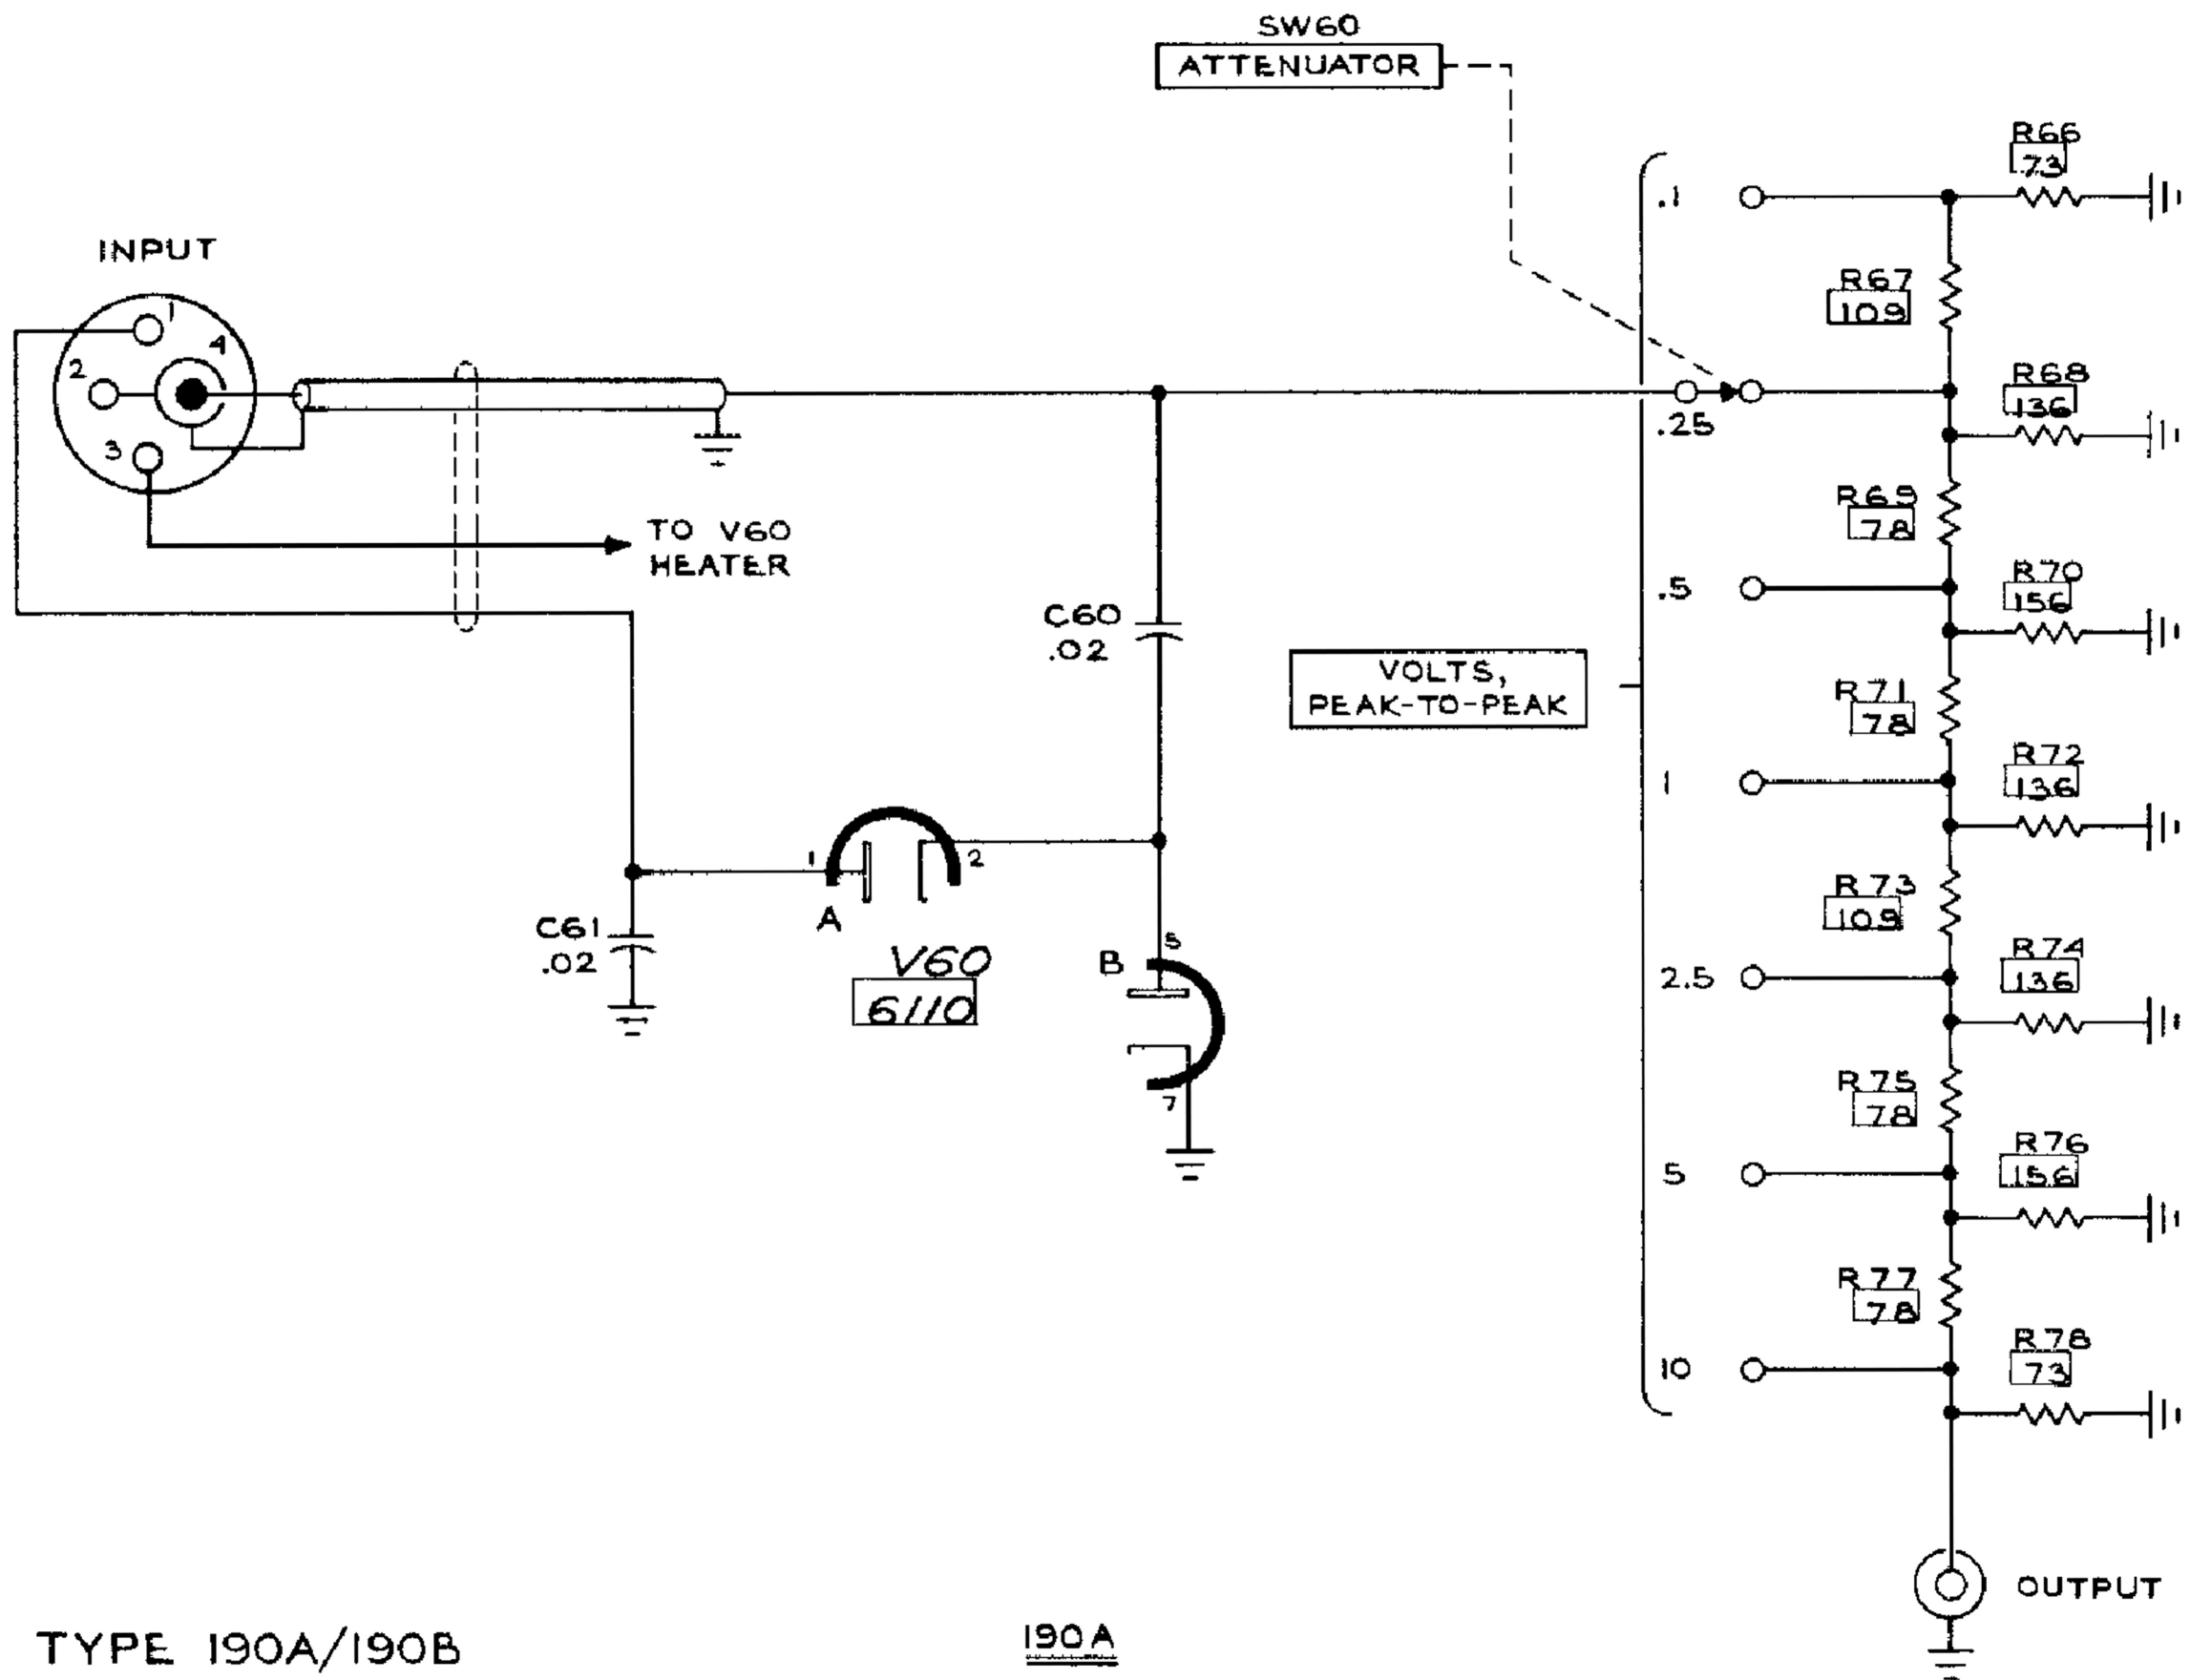 SW60
ATTENUATOR
INPUT
1
2
3
4
TO V60
HEATER
C60
.02
C61
.02
1
2
A
V60
6110
B
5
7
VOLTS,
PEAK-TO-PEAK
.1
.25
.5
1
2.5
5
10
R66
73
R67
109
R68
136
R69
78
R70
156
R71
78
R72
136
R73
109
R74
136
R75
78
R76
156
R77
78
R78
73
OUTPUT
TYPE 190A/190B
190A